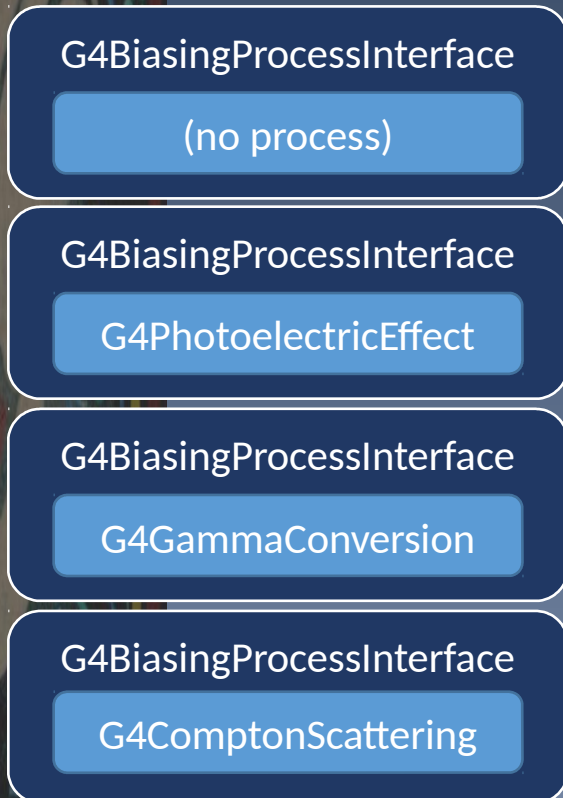 G4BiasingProcessInterface
(no process)
G4BiasingProcessInterface
G4PhotoelectricEffect
G4BiasingProcessInterface
G4GammaConversion
G4BiasingProcessInterface
G4ComptonScattering